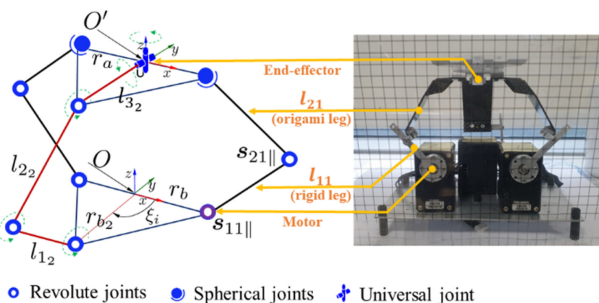 O'
z
y
r_a
U
x
End-effector
l_{3_2}
l_{21}
(origami leg)
l_{2_2}
s_{21∥}
O
z
y
x
r_b
l_{11}
(rigid leg)
r_{b_2}
ξ_i
s_{11∥}
Motor
l_{1_2}
Revolute joints
Spherical joints
Universal joint